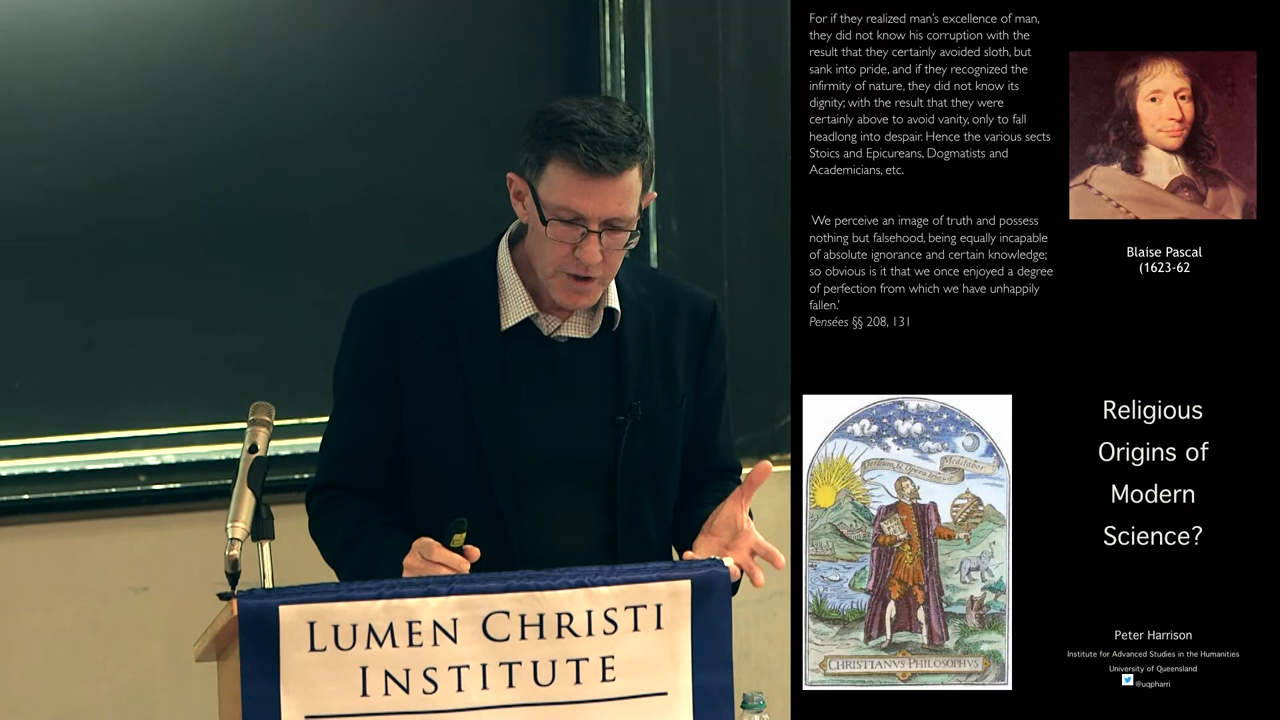 For if they realized man's excellence of man,
they did not know his corruption with the
result that they certainly avoided sloth, but
sank into pride, and if they recognized the
infirmity of nature, they did not know its
dignity; with the result that they were
certainly above to avoid vanity, only to fall
headlong into despair. Hence the various sects
Stoics and Epicureans, Dogmatists and
Academicians, etc.
'We perceive an image of truth and possess
nothing but falsehood, being equally incapable
of absolute ignorance and certain knowledge;
so obvious is it that we once enjoyed a degree
of perfection from which we have unhappily
fallen.'
Pensées §§ 208, 131
Blaise Pascal
(1623-62
LUMEN CHRISTI
INSTITUTE
Meditabor
CHRISTIANVS PHILOSOPHVS
Religious
Origins of
Modern
Science?
Peter Harrison
Institute for Advanced Studies in the Humanities
University of Queensland
@uqpharri